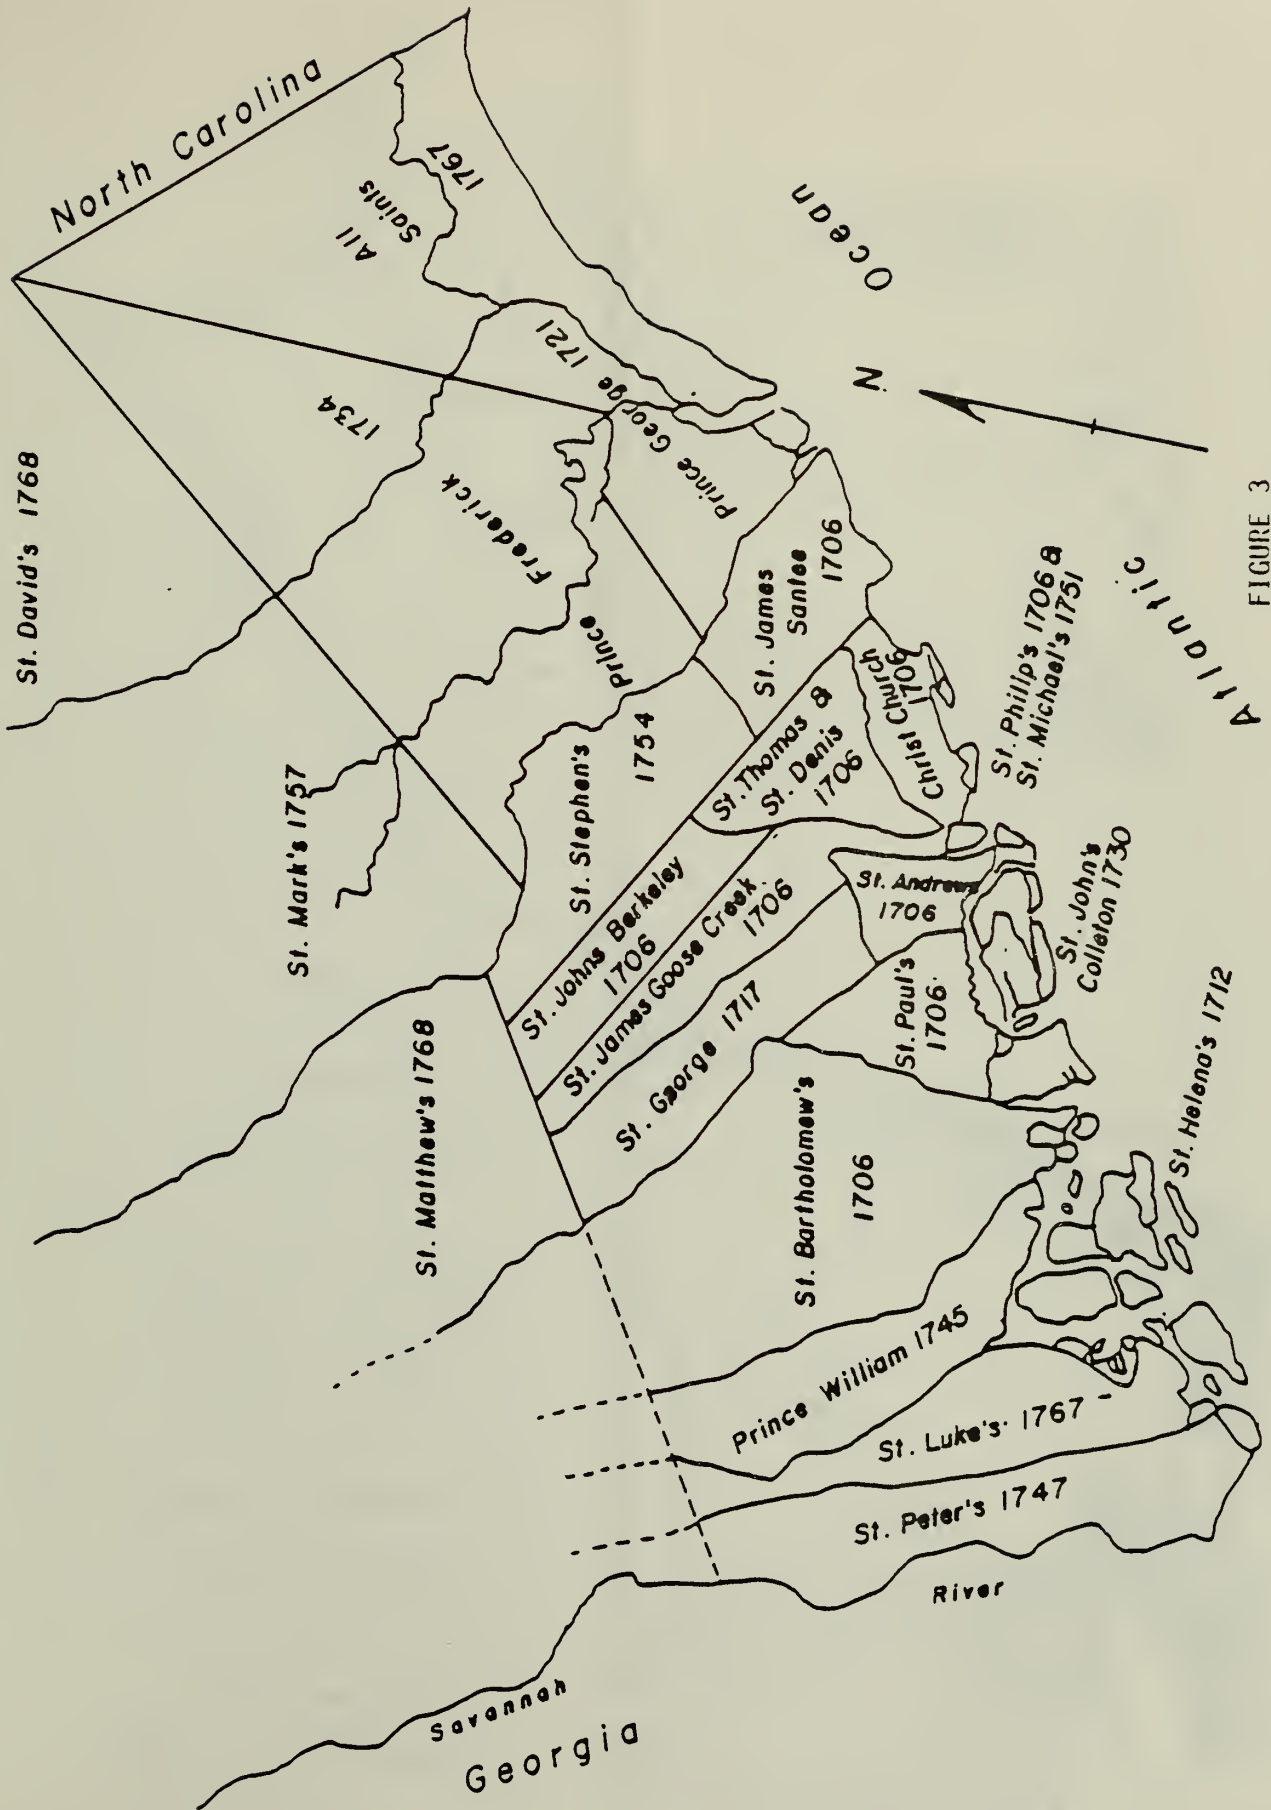 North Carolina
St. David's 1768
All
Saints
1767
1734
Prince Frederick
Prince George 1721
St. Mark's 1757
St. Stephen's
1754
St. James
Santee
1706
St. Thomas &
St. Denis
1706
Christ Church
1706
St. Johns Berkeley
1706
St. James Goose Creek
1706
St. George 1717
St. Andrews
1706
St. Paul's
1706
St. Philip's 1706 &
St. Michael's 1751
St. John's
Colleton 1730
St. Matthew's 1768
St. Bartholomew's
1706
St. Helena's 1712
Prince William 1745
St. Luke's 1767
St. Peter's 1747
Savannah River
Georgia
Atlantic Ocean
N
FIGURE 3